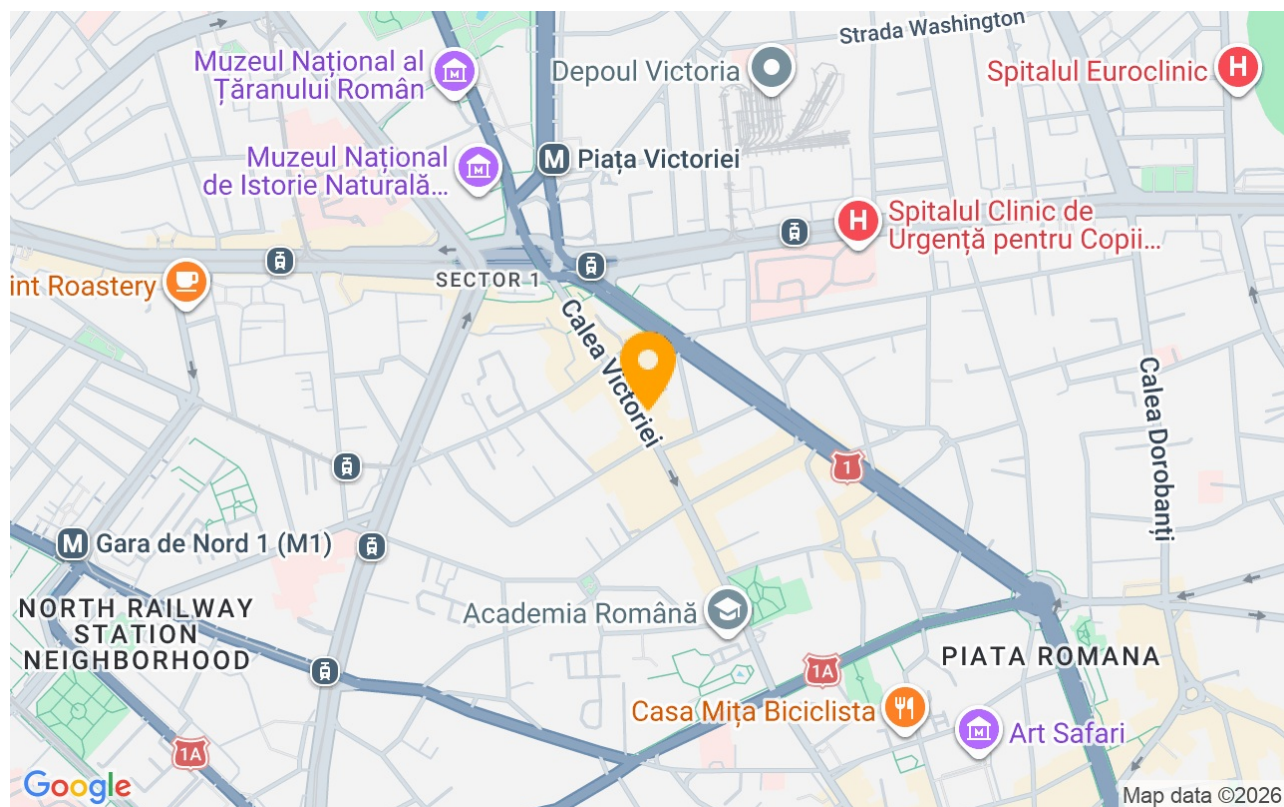 Strada Washington
Muzeul Național al
Țăranului Român
Depoul Victoria
Spitalul Euroclinic
H
Muzeul Național
de Istorie Naturală...
M
Piața Victoriei
H
Spitalul Clinic de
Urgență pentru Copii...
int Roastery
SECTOR 1
Calea Victoriei
Calea Dorobanți
1
M
Gara de Nord 1 (M1)
NORTH RAILWAY
STATION
NEIGHBORHOOD
Academia Română
PIATA ROMANA
1A
Casa Mița Biciclista
Art Safari
1A
Google
Map data ©2026